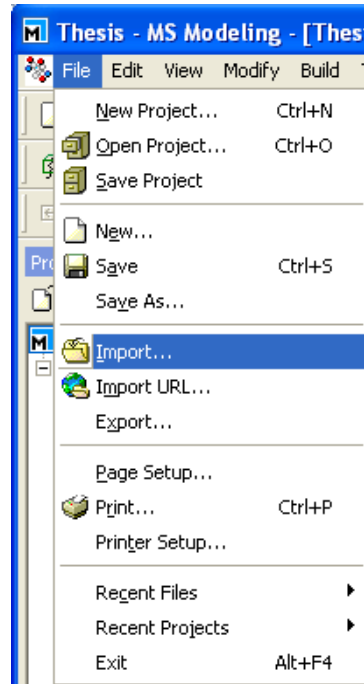 Thesis - MS Modeling - [Thes
File Edit View Modify Build
New Project... Ctrl+N
Open Project... Ctrl+O
Save Project
New...
Save Ctrl+S
Save As...
Import...
Import URL...
Export...
Page Setup...
Print... Ctrl+P
Printer Setup...
Recent Files
Recent Projects
Exit Alt+F4